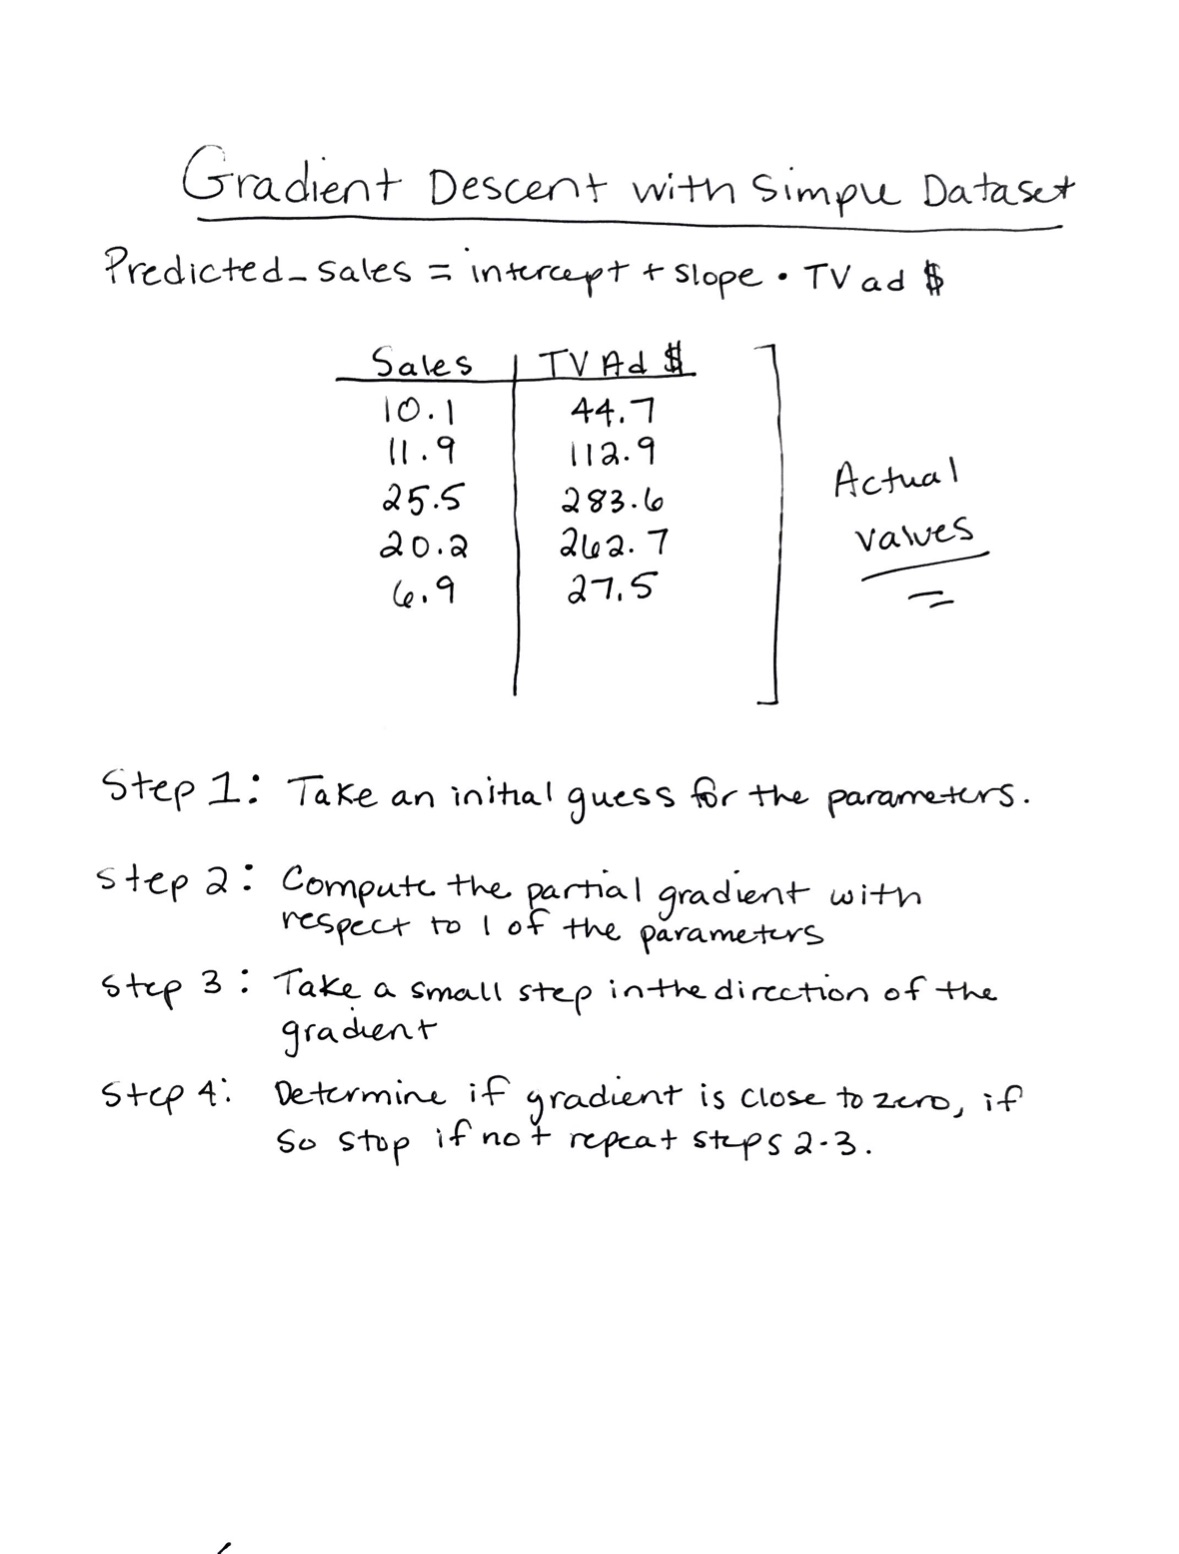 Gradient Descent with Simple Dataset
Predicted_sales = intercept + slope • TV ad $
Sales | TV Ad $
10.1 | 44.7
11.9 | 112.9
25.5 | 283.6
20.2 | 262.7
6.9 | 27.5
Actual
values
Step 1: Take an initial guess for the parameters.
Step 2: Compute the partial gradient with
respect to 1 of the parameters
Step 3: Take a small step in the direction of the
gradient
Step 4: Determine if gradient is close to zero, if
so stop if not repeat steps 2-3.